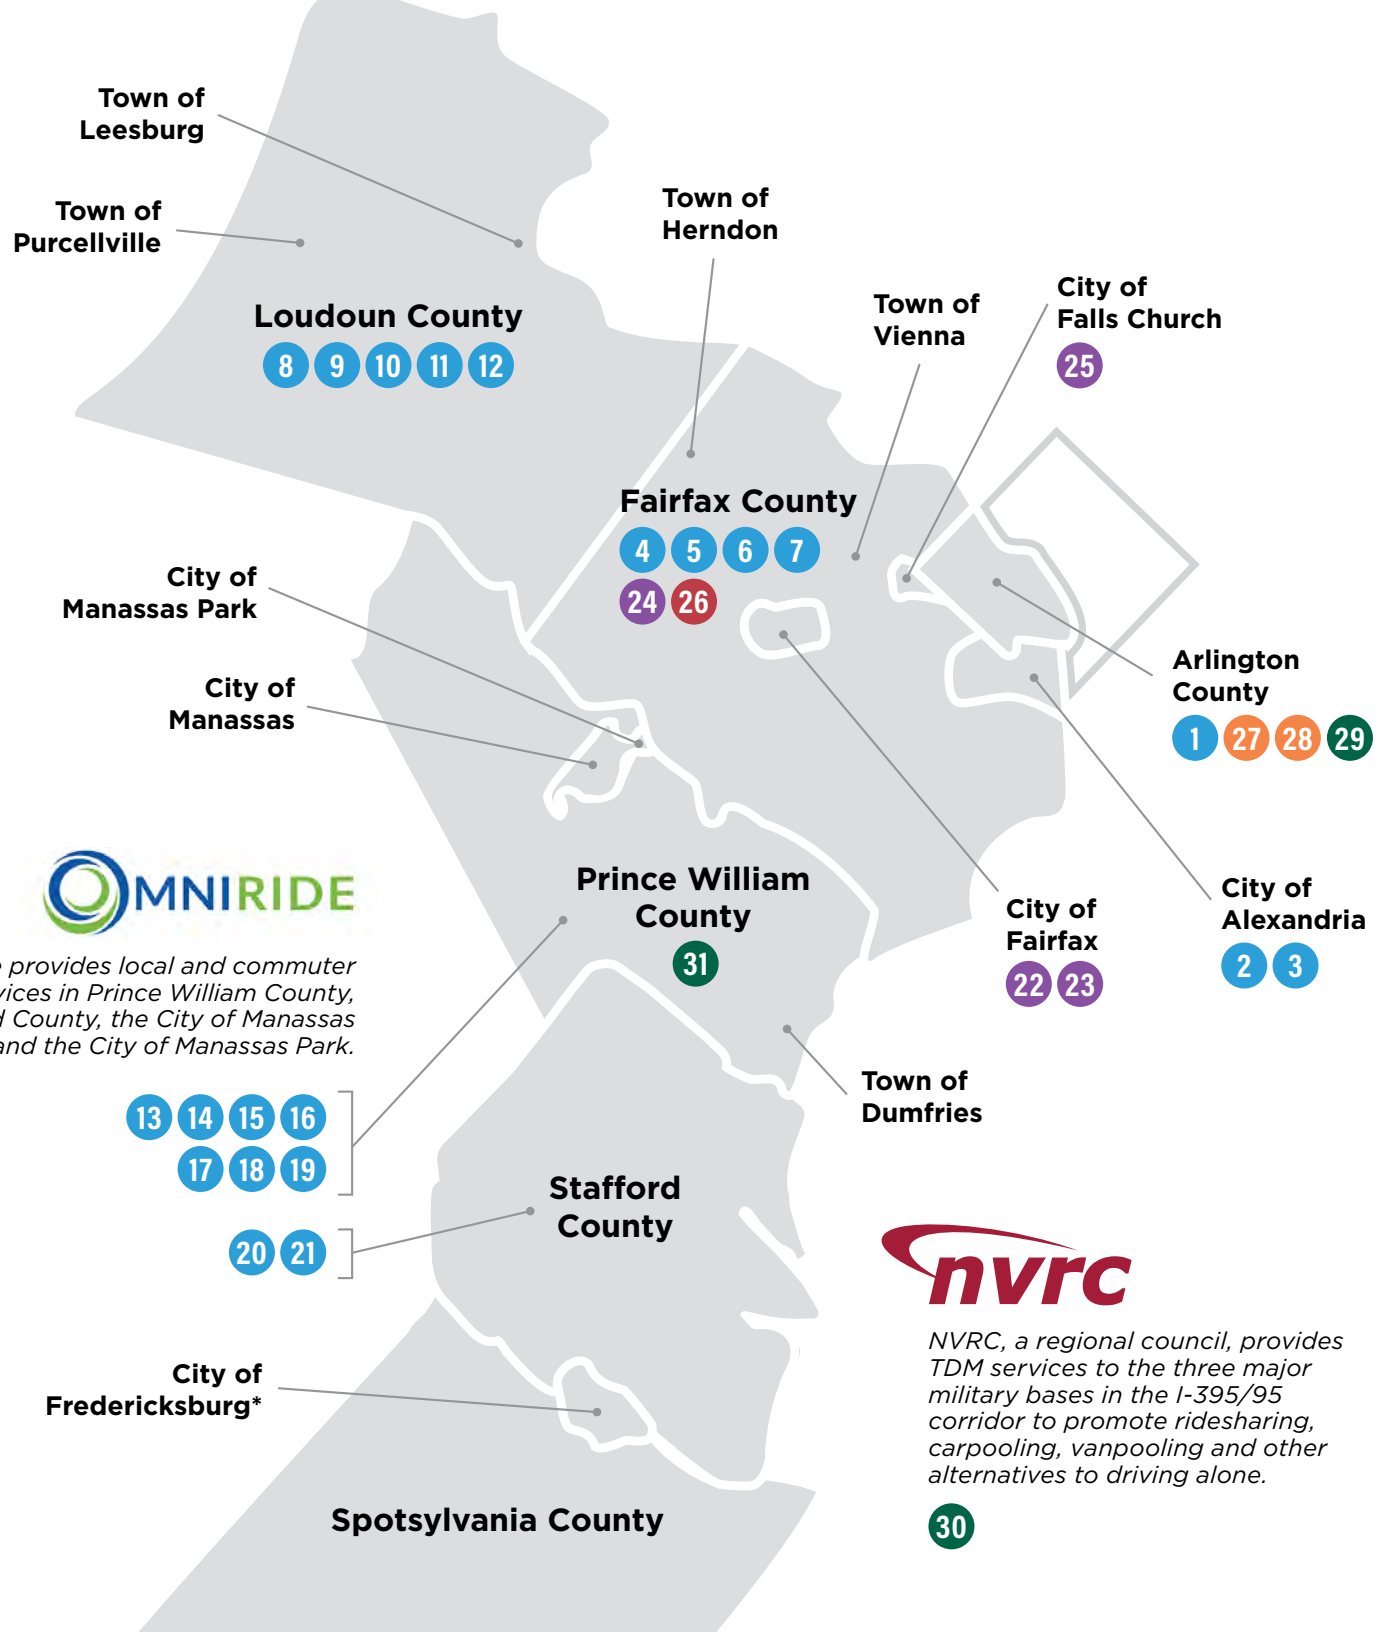 Town of
Leesburg
Town of
Purcellville
Town of
Herndon
Town of
Vienna
City of
Falls Church
25
Loudoun County
8 9 10 11 12
Fairfax County
4 5 6 7
24 26
City of
Manassas Park
City of
Manassas
Arlington
County
1 27 28 29
OMNIRIDE
provides local and commuter
in Prince William County,
County, the City of Manassas
and the City of Manassas Park.
Prince William
County
31
City of
Fairfax
22 23
City of
Alexandria
2 3
Town of
Dumfries
13 14 15 16
17 18 19
20 21
Stafford
County
City of
Fredericksburg*
Spotsylvania County
nvrc
NVRC, a regional council, provides
TDM services to the three major
military bases in the I-395/95
corridor to promote ridesharing,
carpooling, vanpooling and other
alternatives to driving alone.
30